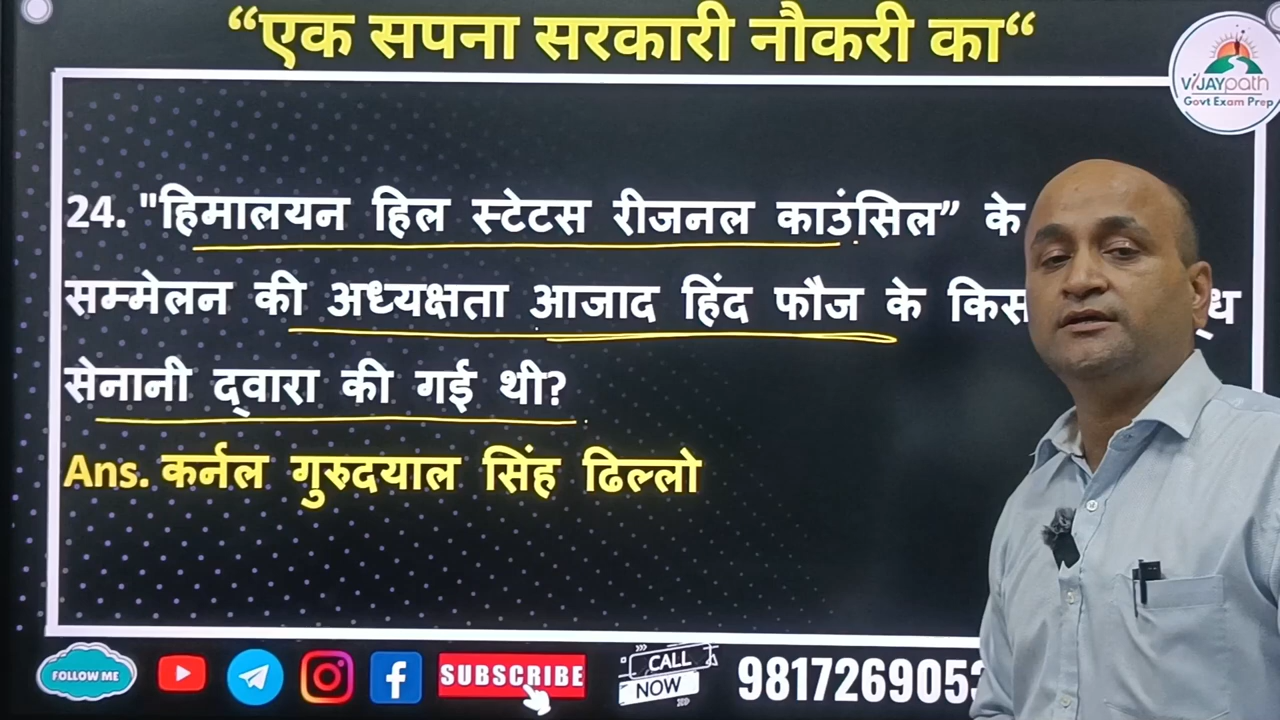 “एक सपना सरकारी नौकरी का“
VIJAYpath
Govt Exam Prep
24. "हिमालयन हिल स्टेटस रीजनल काउंसिल” के
सम्मेलन की अध्यक्षता आजाद हिंद फौज के किस
सेनानी द्वारा की गई थी?
Ans. कर्नल गुरुदयाल सिंह ढिल्लो
FOLLOW ME
SUBSCRIBE
CALL
NOW
981726905